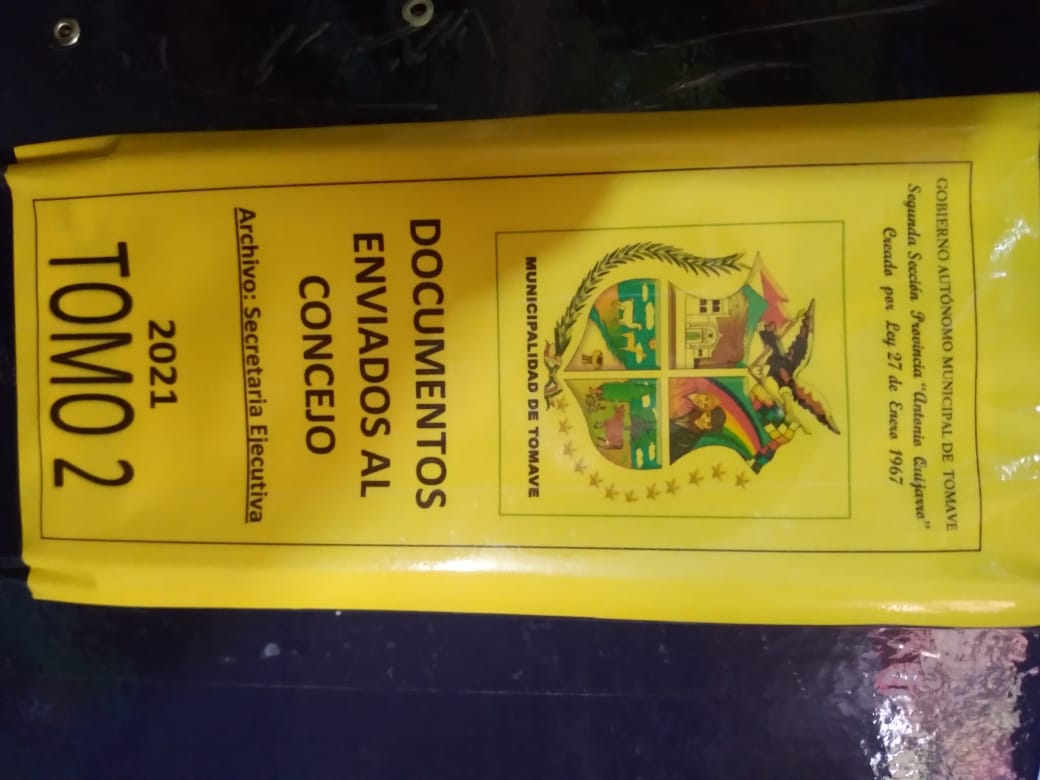 GOBIERNO AUTÓNOMO MUNICIPAL DE TOMAVE
Segunda Sección Provincia "Antonio Quijarro"
Creado por Ley 27 de Enero 1967
MUNICIPALIDAD DE TOMAVE
DOCUMENTOS
ENVIADOS AL
CONCEJO
Archivo: Secretaria Ejecutiva
2021
TOMO 2